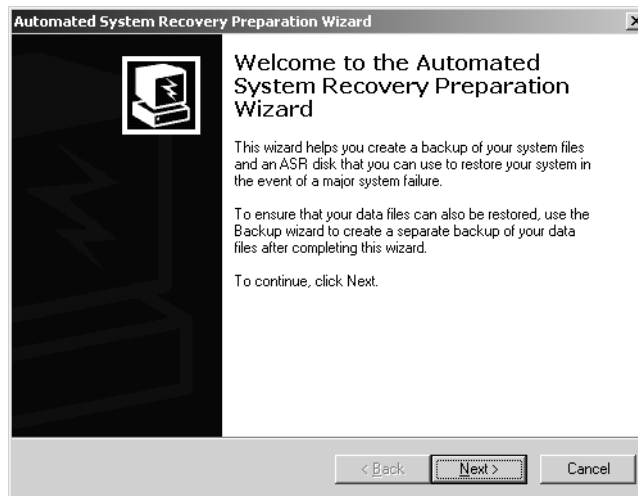 Automated System Recovery Preparation Wizard
Welcome to the Automated
System Recovery Preparation
Wizard
This wizard helps you create a backup of your system files
and an ASR disk that you can use to restore your system in
the event of a major system failure.
To ensure that your data files can also be restored, use the
Backup wizard to create a separate backup of your data
files after completing this wizard.
To continue, click Next.
< Back Next > Cancel